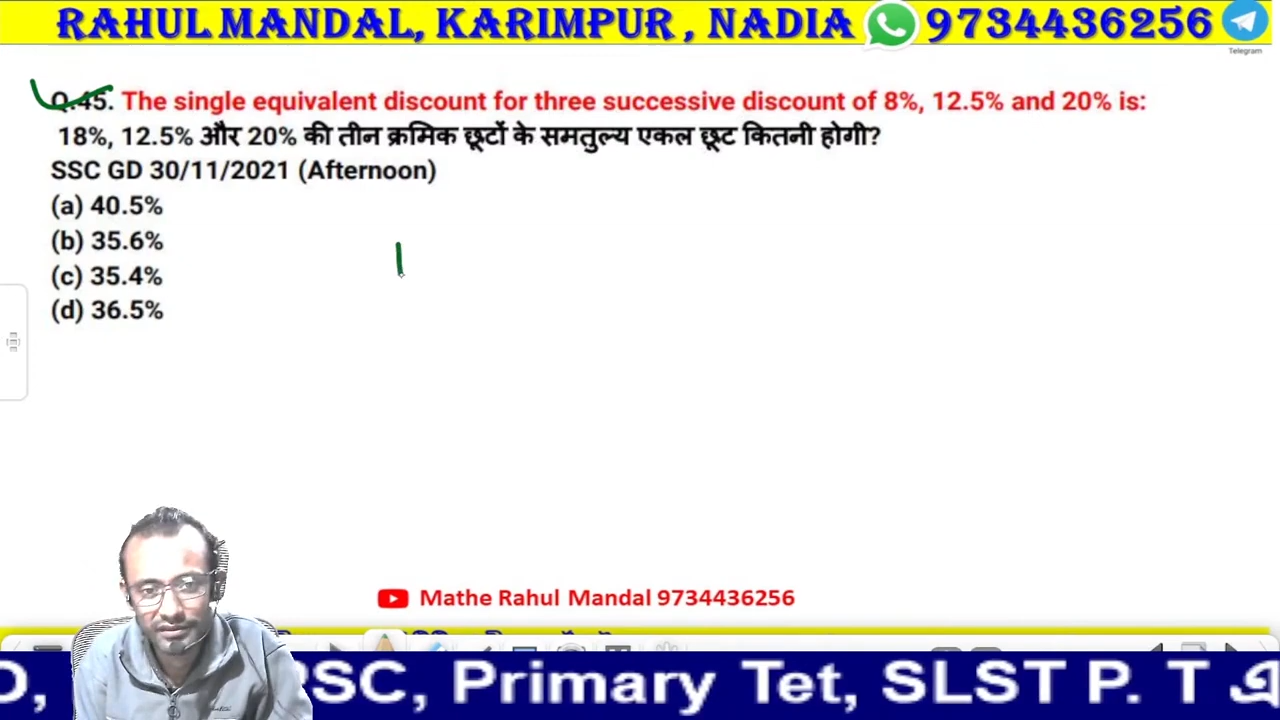 RAHUL MANDAL, KARIMPUR , NADIA 9734436256
Telegram
Q.45. The single equivalent discount for three successive discount of 8%, 12.5% and 20% is:
18%, 12.5% और 20% की तीन क्रमिक छूटों के समतुल्य एकल छूट कितनी होगी?
SSC GD 30/11/2021 (Afternoon)
(a) 40.5%
(b) 35.6%
(c) 35.4%
(d) 36.5%
Mathe Rahul Mandal 9734436256
SC, Primary Tet, SLST P. T